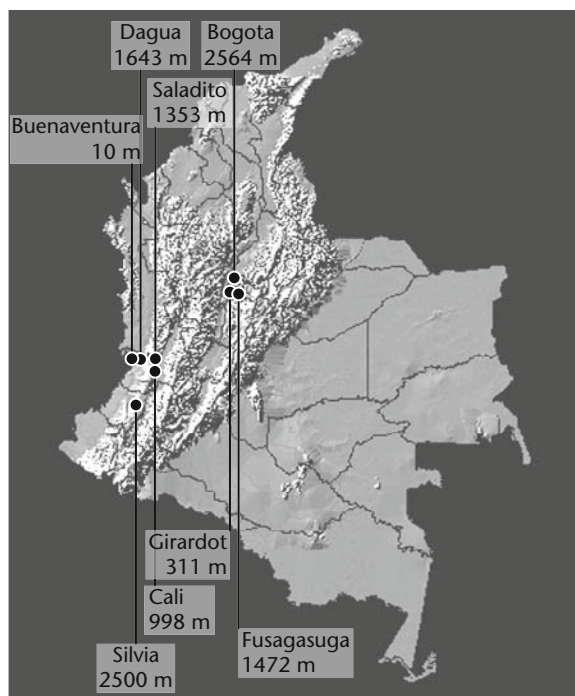 Dagua
1643 m
Bogota
2564 m
Saladito
1353 m
Buenaventura
10 m
Girardot
311 m
Cali
998 m
Fusagasuga
1472 m
Silvia
2500 m